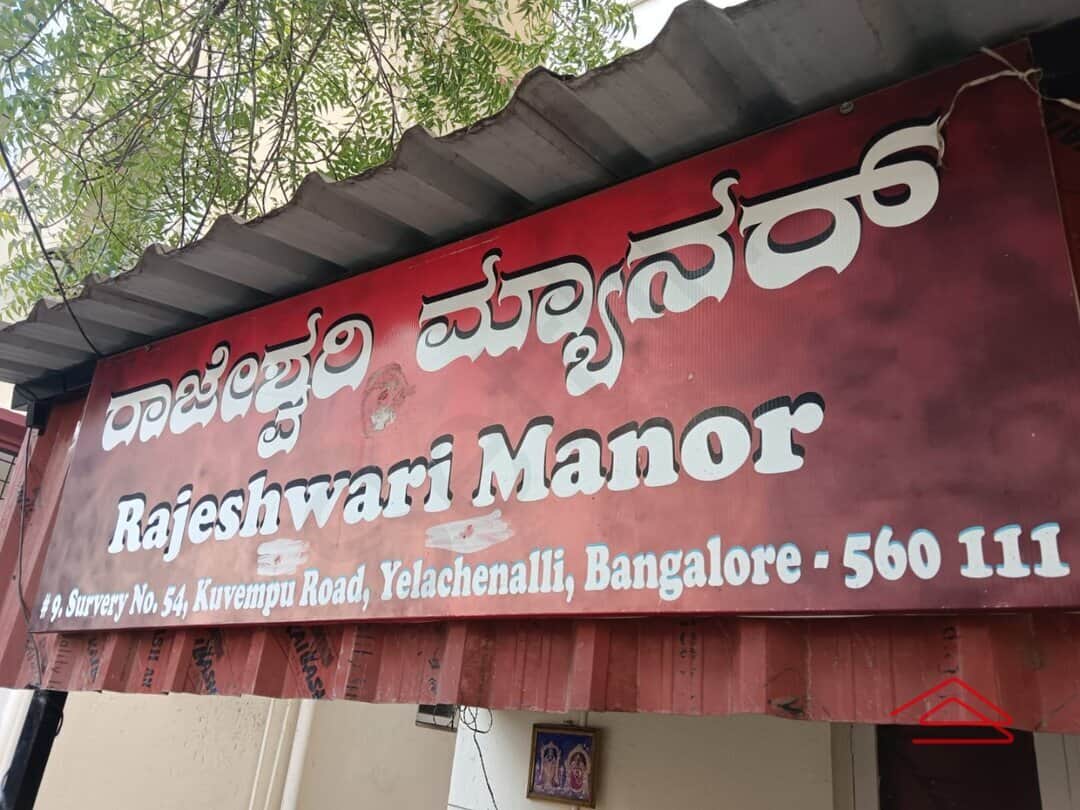 ರಾಜೇಶ್ವರಿ ಮ್ಯಾನರ್
Rajeshwari Manor
# 9, Survery No. 54, Kuvempu Road, Yelachenalli, Bangalore - 560 111